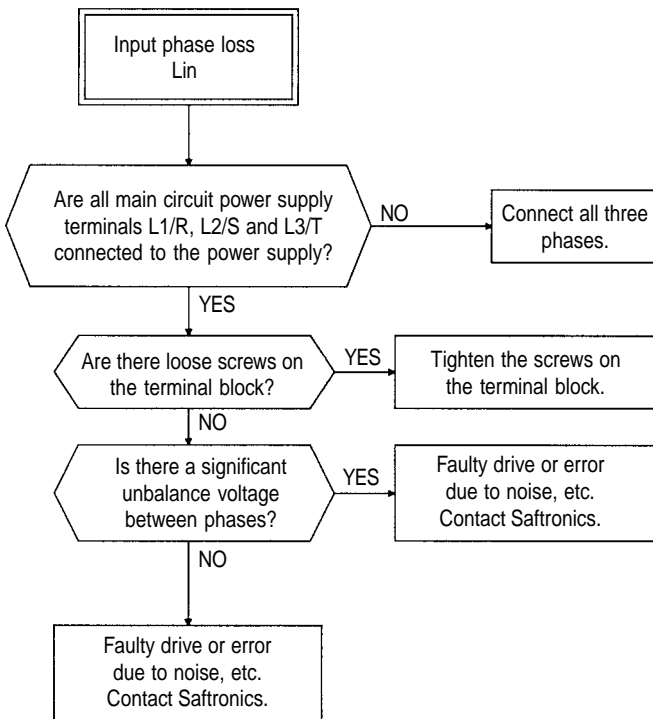 Input phase loss
Lin
Are all main circuit power supply
terminals L1/R, L2/S and L3/T
connected to the power supply?
NO
Connect all three
phases.
YES
Are there loose screws on
the terminal block?
YES
Tighten the screws on
the terminal block.
NO
Is there a significant
unbalance voltage
between phases?
YES
Faulty drive or error
due to noise, etc.
Contact Saftronics.
NO
Faulty drive or error
due to noise, etc.
Contact Saftronics.